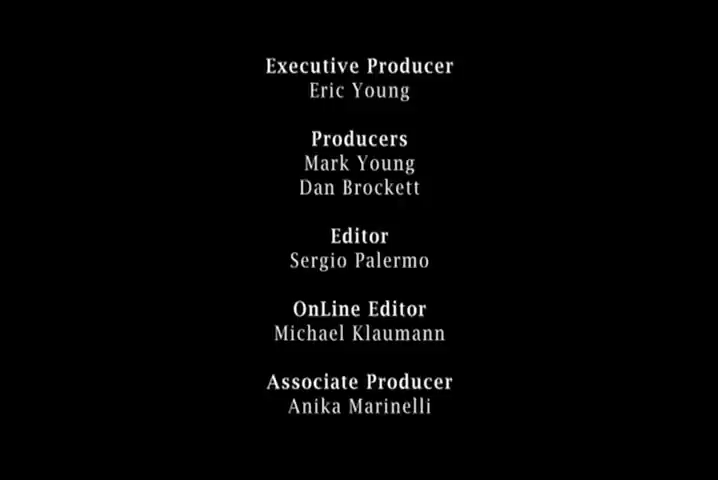 Executive Producer
Eric Young
Producers
Mark Young
Dan Brockett
Editor
Sergio Palermo
OnLine Editor
Michael Klaumann
Associate Producer
Anika Marinelli